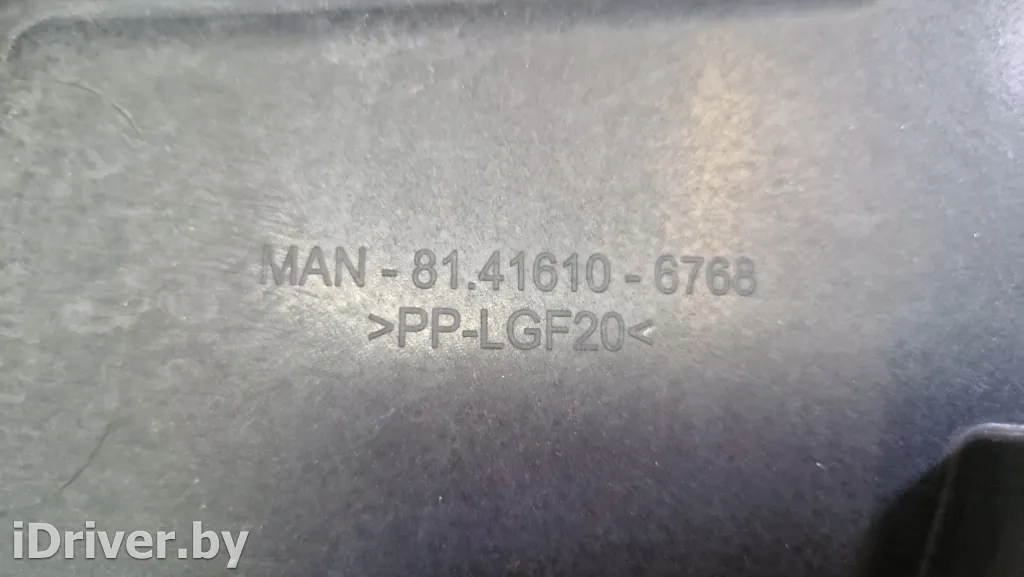 MAN - 81.41610 - 6768
>PP-LGF20<
iDriver.by